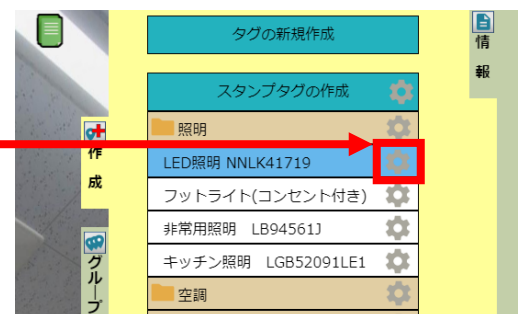 タグの新規作成
情報
スタンプタグの作成
照明
作成
LED照明 NNLK41719
フットライト(コンセント付き)
非常用照明 LB94561J
キッチン照明 LGB52091LE1
グループ
空調